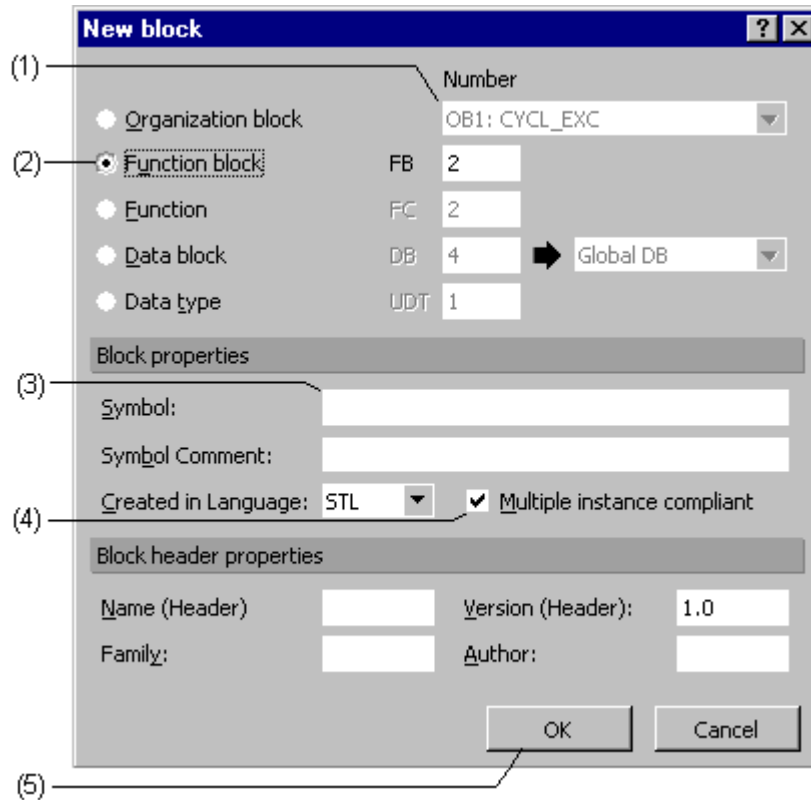 New block
(1)
Number
Organization block OB1: CYCL_EXC
(2) Function block FB 2
Function FC 2
Data block DB 4 Global DB
Data type UDT 1
Block properties
(3)
Symbol:
Symbol Comment:
Created in Language: STL Multiple instance compliant
(4)
Block header properties
Name (Header) Version (Header): 1.0
Family: Author:
OK Cancel
(5)